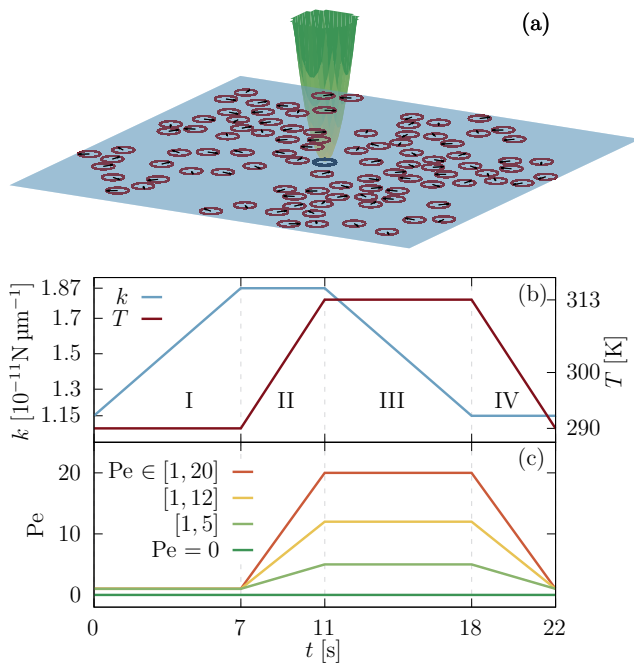 (a)
(b)
k
T
1.87
1.7
1.5
1.3
1.15
k [10⁻¹¹N µm⁻¹]
I
II
III
IV
313
300
290
T [K]
(c)
Pe ∈ [1, 20]
[1, 12]
[1, 5]
Pe = 0
20
10
0
Pe
0
7
11
18
22
t [s]